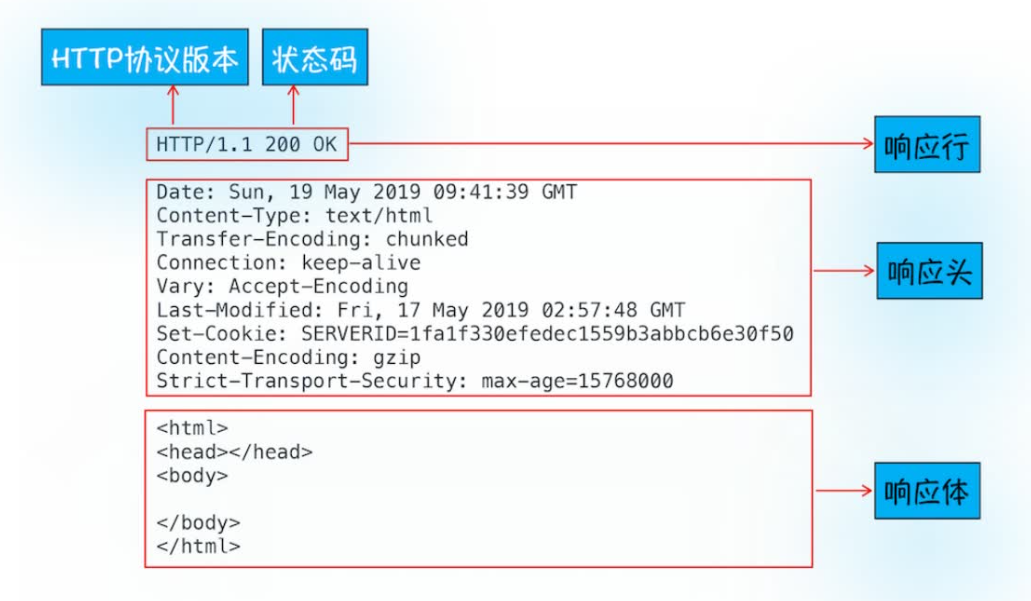 HTTP协议版本 状态码
HTTP/1.1 200 OK
响应行
Date: Sun, 19 May 2019 09:41:39 GMT
Content-Type: text/html
Transfer-Encoding: chunked
Connection: keep-alive
Vary: Accept-Encoding
Last-Modified: Fri, 17 May 2019 02:57:48 GMT
Set-Cookie: SERVERID=1fa1f330efedec1559b3abbcb6e30f50
Content-Encoding: gzip
Strict-Transport-Security: max-age=15768000
响应头
<html>
<head></head>
<body>
</body>
</html>
响应体